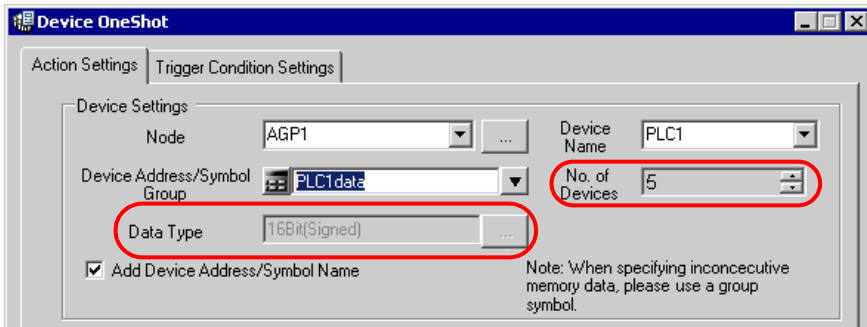 Device OneShot
Action Settings Trigger Condition Settings
Device Settings
Node AGP1 ... Device Name PLC1
Device Address/Symbol Group PLC1data No. of Devices 5
Data Type 16Bit(Signed) ...
Add Device Address/Symbol Name
Note: When specifying inconcecutive
memory data, please use a group
symbol.